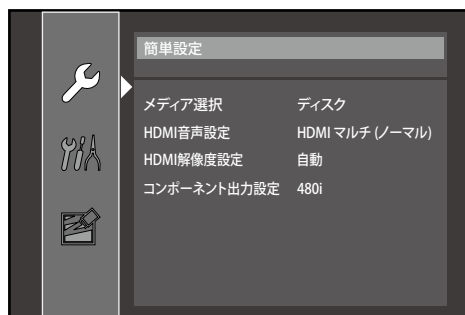 簡単設定
メディア選択 ディスク
HDMI音声設定 HDMI マルチ (ノーマル)
HDMI解像度設定 自動
コンポーネント出力設定 480i